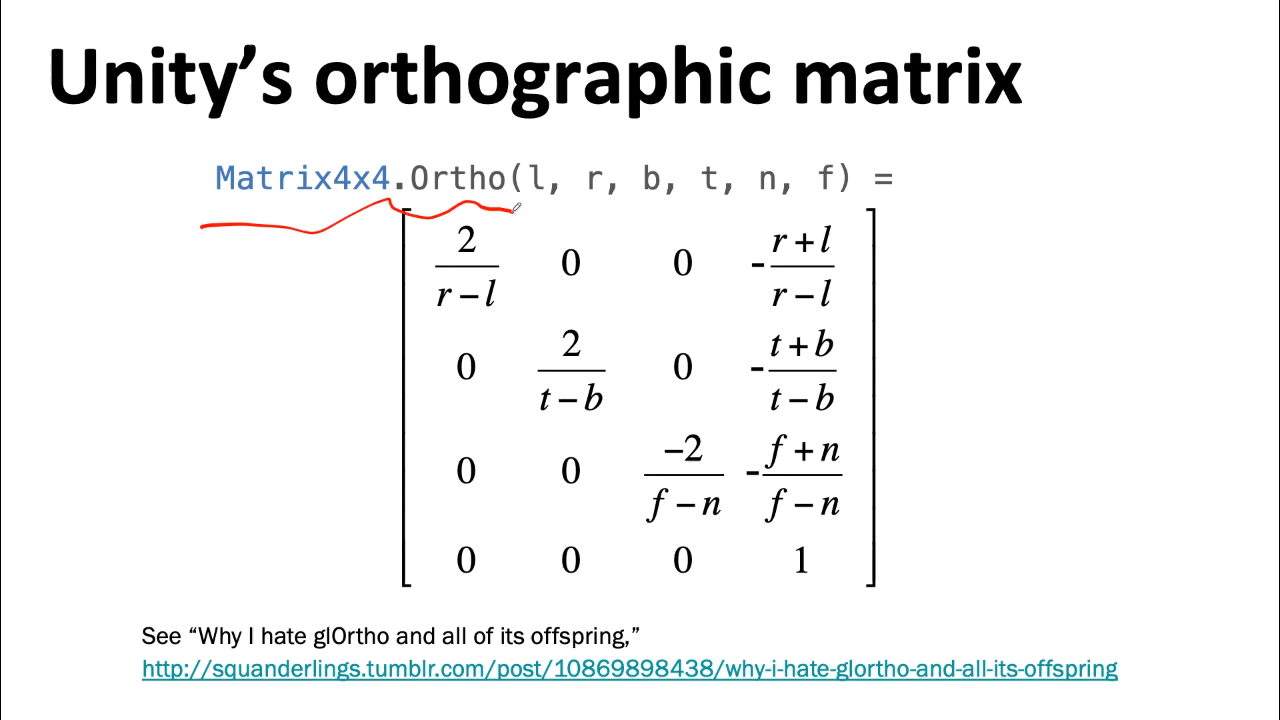 Unity's orthographic matrix
Matrix4x4.Ortho(l, r, b, t, n, f) =
2 r+l
0 0 -
r-l r-l
2 t+b
0 0 -
t-b t-b
-2 f+n
0 0 -
f-n f-n
0 0 0 1
See “Why I hate glOrtho and all of its offspring,”
http://squanderlings.tumblr.com/post/10869898438/why-i-hate-glortho-and-all-its-offspring